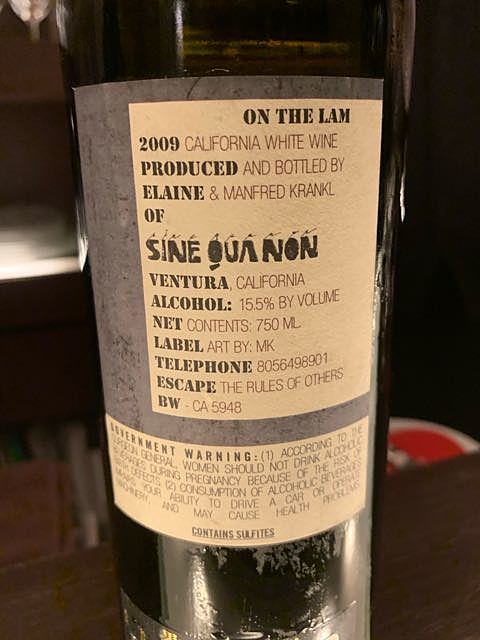 ON THE LAM
2009 CALIFORNIA WHITE WINE
PRODUCED AND BOTTLED BY
ELAINE & MANFRED KRANKL
OF
SINE QUA NON
VENTURA, CALIFORNIA
ALCOHOL: 15.5% BY VOLUME
NET CONTENTS: 750 ML
LABEL ART BY: MK
TELEPHONE 8056498901
ESCAPE THE RULES OF OTHERS
BW - CA 5948
GOVERNMENT WARNING: (1) ACCORDING TO THE
SURGEON GENERAL, WOMEN SHOULD NOT DRINK ALCOHOLIC
BEVERAGES DURING PREGNANCY BECAUSE OF THE RISK OF
BIRTH DEFECTS (2) CONSUMPTION OF ALCOHOLIC BEVERAGES
IMPAIRS YOUR ABILITY TO DRIVE A CAR OR OPERATE
MACHINERY, AND MAY CAUSE HEALTH PROBLEMS
CONTAINS SULFITES